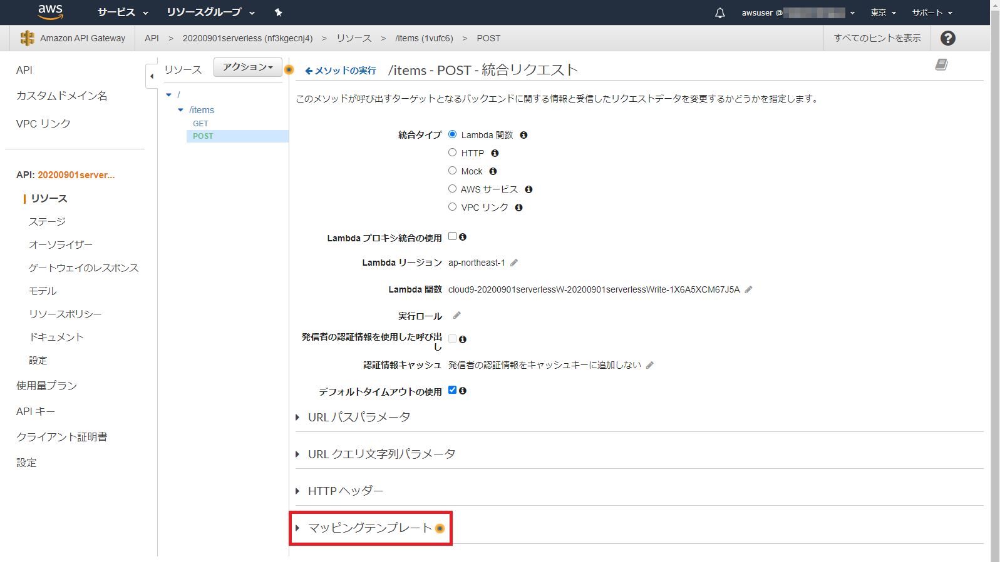 aws サービス リソースグループ awsuser @ 東京 サポート
Amazon API Gateway API > 20200901serverless (nf3kgecnj4) > リソース > /items (1vufc6) > POST すべてのヒントを表示 ?
API
カスタムドメイン名
VPC リンク
API: 20200901server...
リソース
ステージ
オーソライザー
ゲートウェイのレスポンス
モデル
リソースポリシー
ドキュメント
設定
使用量プラン
API キー
クライアント証明書
設定
リソース アクション
/
/items
GET
POST
メソッドの実行 /items - POST - 統合リクエスト
このメソッドが呼び出すターゲットとなるバックエンドに関する情報と受信したリクエストデータを変更するかどうかを指定します。
統合タイプ Lambda 関数
HTTP
Mock
AWS サービス
VPC リンク
Lambda プロキシ統合の使用
Lambda リージョン ap-northeast-1
Lambda 関数 cloud9-20200901serverlessW-20200901serverlessWrite-1X6A5XCM67J5A
実行ロール
発信者の認証情報を使用した呼び出
し
認証情報キャッシュ 発信者の認証情報をキャッシュキーに追加しない
デフォルトタイムアウトの使用
URL パスパラメータ
URL クエリ文字列パラメータ
HTTP ヘッダー
マッピングテンプレート